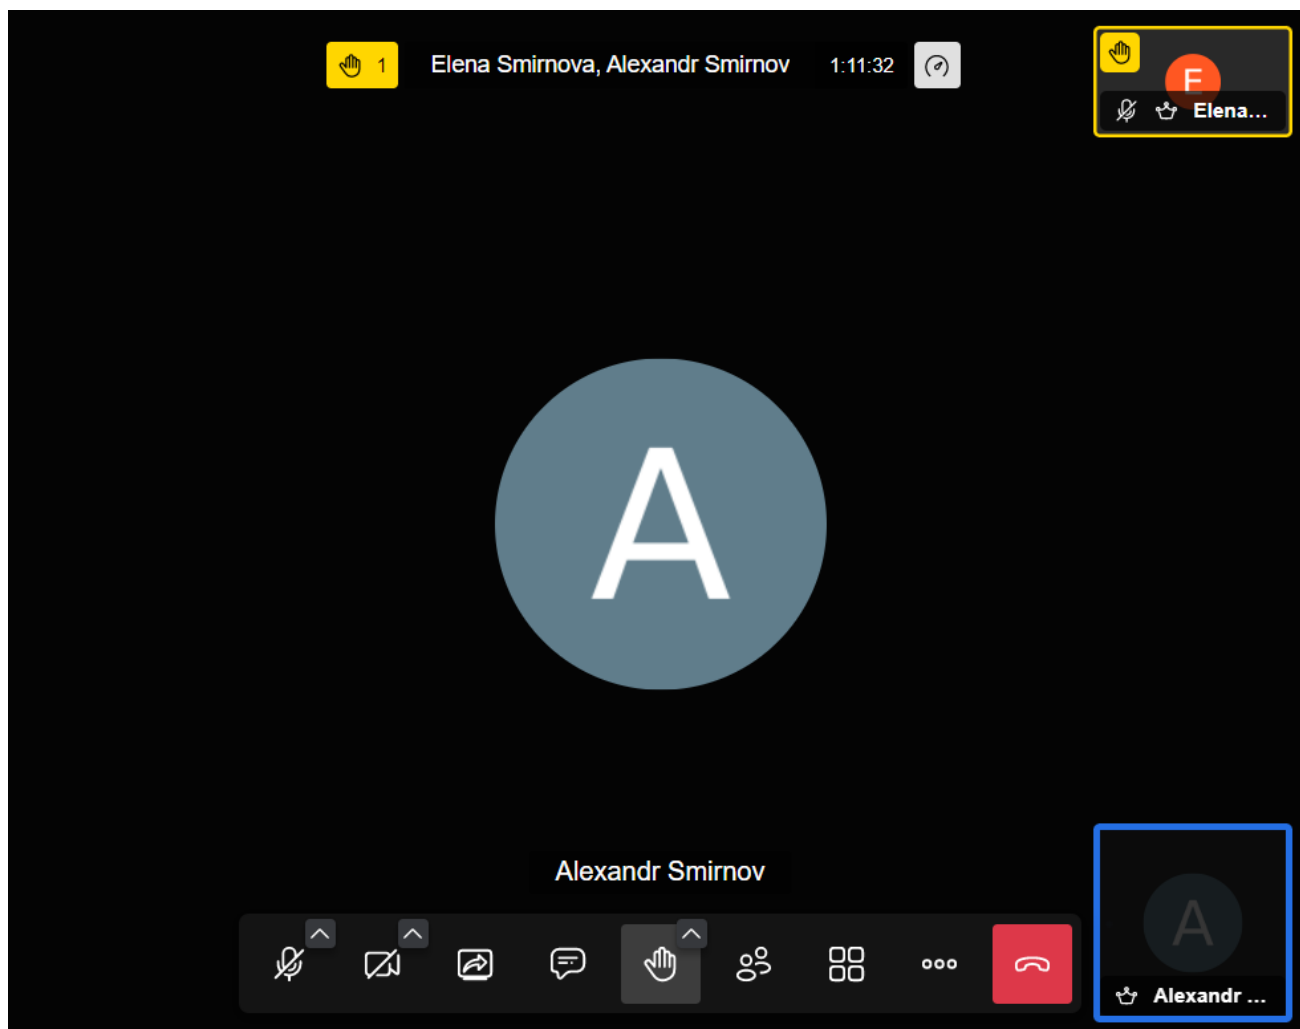 1
Elena Smirnova, Alexandr Smirnov
1:11:32
E
Elena...
A
Alexandr Smirnov
A
Alexandr ...